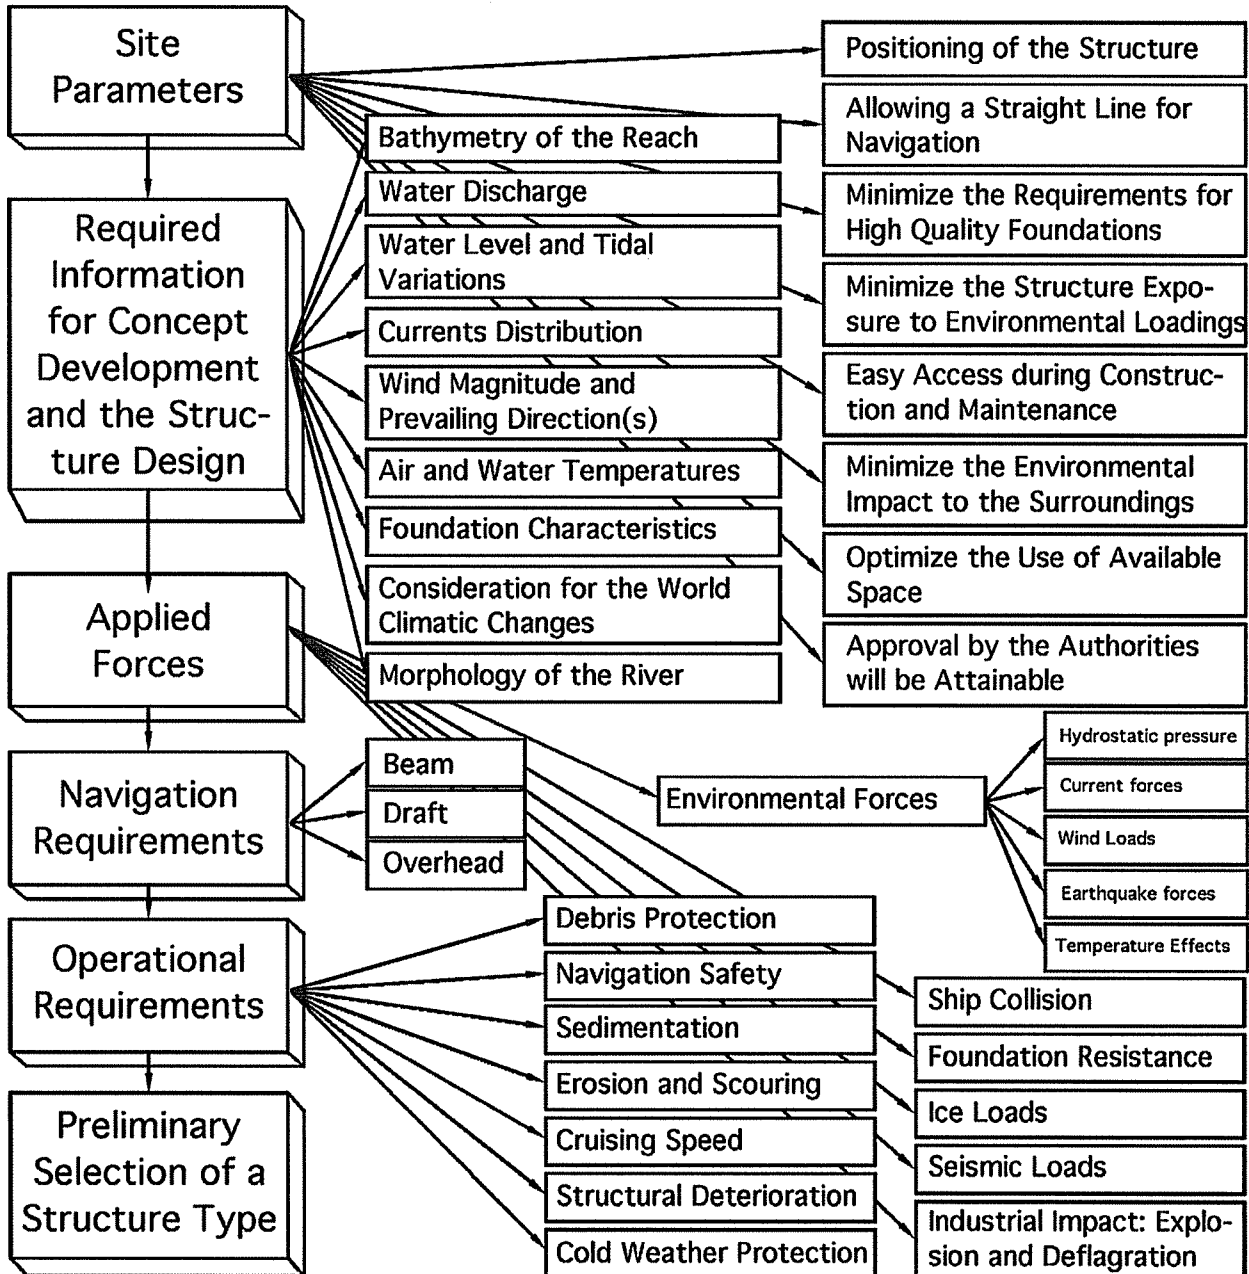 Site
Parameters
Required
Information
for Concept
Development
and the Struc-
ture Design
Applied
Forces
Navigation
Requirements
Operational
Requirements
Preliminary
Selection of a
Structure Type
Bathymetry of the Reach
Water Discharge
Water Level and Tidal
Variations
Currents Distribution
Wind Magnitude and
Prevailing Direction(s)
Air and Water Temperatures
Foundation Characteristics
Consideration for the World
Climatic Changes
Morphology of the River
Positioning of the Structure
Allowing a Straight Line for
Navigation
Minimize the Requirements for
High Quality Foundations
Minimize the Structure Expo-
sure to Environmental Loadings
Easy Access during Construc-
tion and Maintenance
Minimize the Environmental
Impact to the Surroundings
Optimize the Use of Available
Space
Approval by the Authorities
will be Attainable
Beam
Draft
Overhead
Environmental Forces
Hydrostatic pressure
Current forces
Wind Loads
Earthquake forces
Temperature Effects
Debris Protection
Navigation Safety
Sedimentation
Erosion and Scouring
Cruising Speed
Structural Deterioration
Cold Weather Protection
Ship Collision
Foundation Resistance
Ice Loads
Seismic Loads
Industrial Impact: Explo-
sion and Deflagration